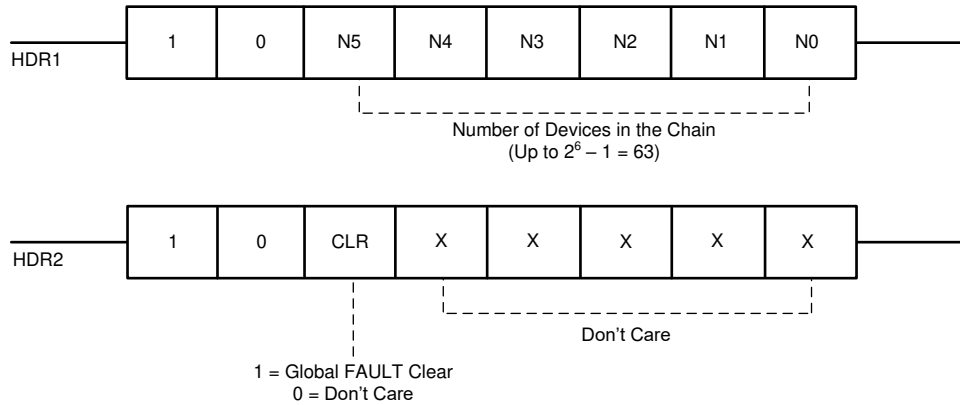 1 0 N5 N4 N3 N2 N1 N0
HDR1
Number of Devices in the Chain
(Up to 2⁶ – 1 = 63)
1 0 CLR X X X X X
HDR2
Don't Care
1 = Global FAULT Clear
0 = Don't Care